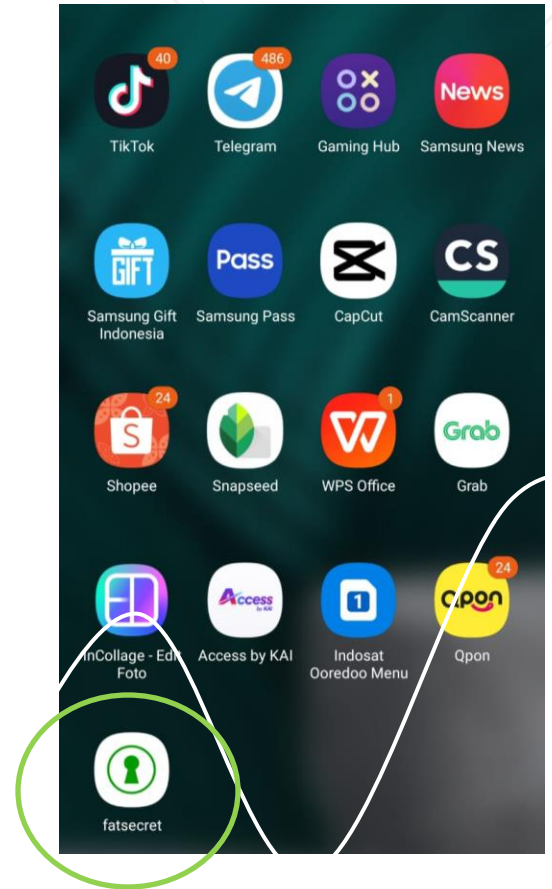 40
486
News
TikTok
Telegram
Gaming Hub
Samsung News
GIFT
Pass
CS
Samsung Gift
Indonesia
Samsung Pass
CapCut
CamScanner
24
S
1
W
Grab
Shopee
Snapseed
WPS Office
Grab
24
Access
by KAI
1
Qpon
InCollage - Edit
Foto
Access by KAI
Indosat
Ooredoo Menu
Qpon
fatsecret